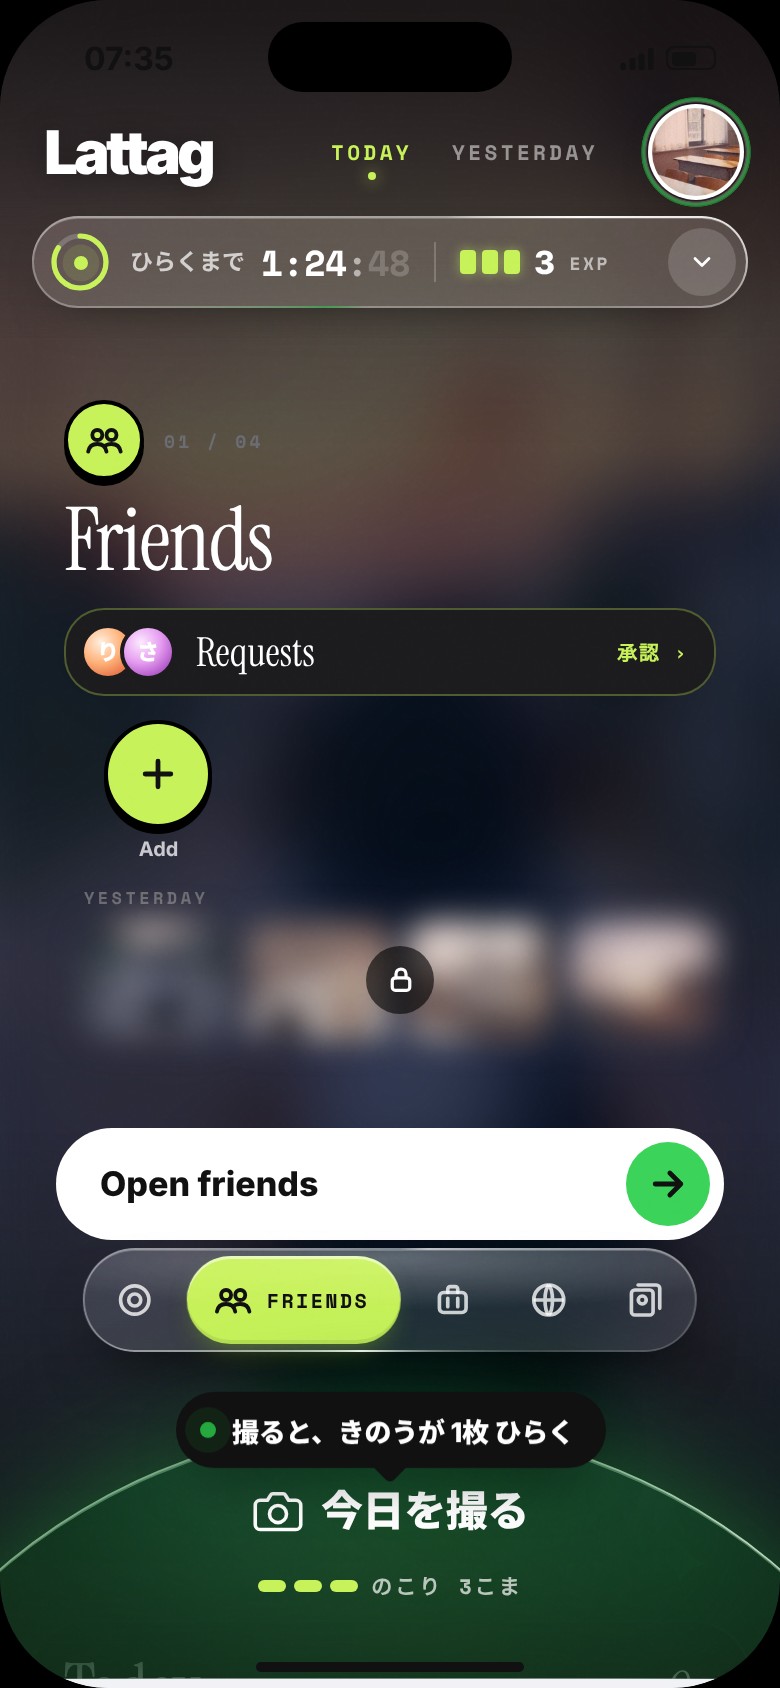 07:35
Lattag
TODAY YESTERDAY
ひらくまで 1:24:48 3 EXP
01 / 04
Friends
りさ Requests 承認 ›
Add
YESTERDAY
Open friends
FRIENDS
撮ると、きのうが 1枚 ひらく
今日を撮る
のこり 3こま